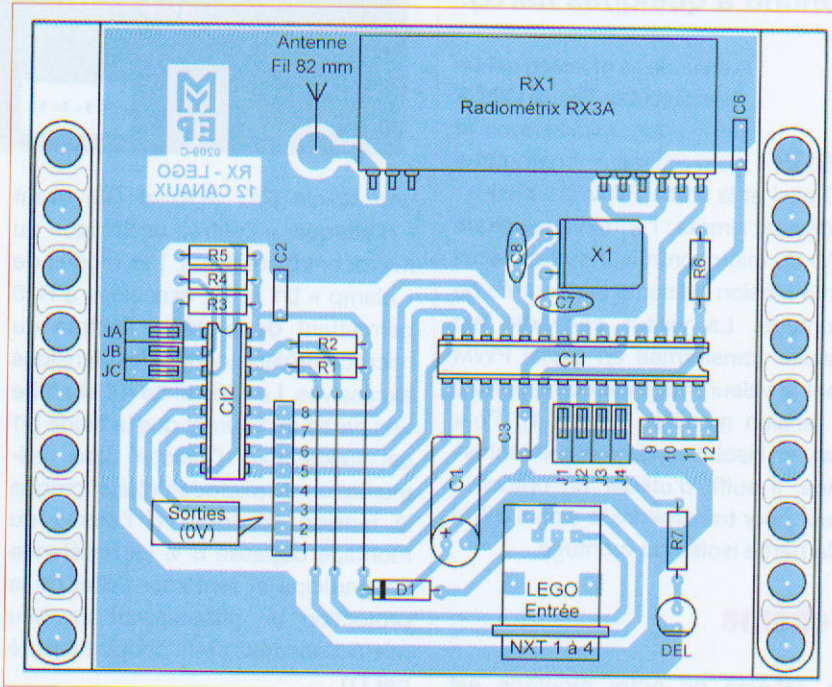 Antenne
Fil 82 mm
RX1
Radiométrix RX3A
C6
MY
EP
0209-C
RX - LEGO
12 CANAUX
R5
R4
R3
C2
C8
X1
C7
R6
JA
JB
JC
CI2
R2
R1
CI1
8
7
6
5
4
3
2
Sorties
(0V)
C1
C3
J1
J2
J3
J4
9
10
11
12
R7
D1
LEGO
Entrée
NXT 1 à 4
DEL